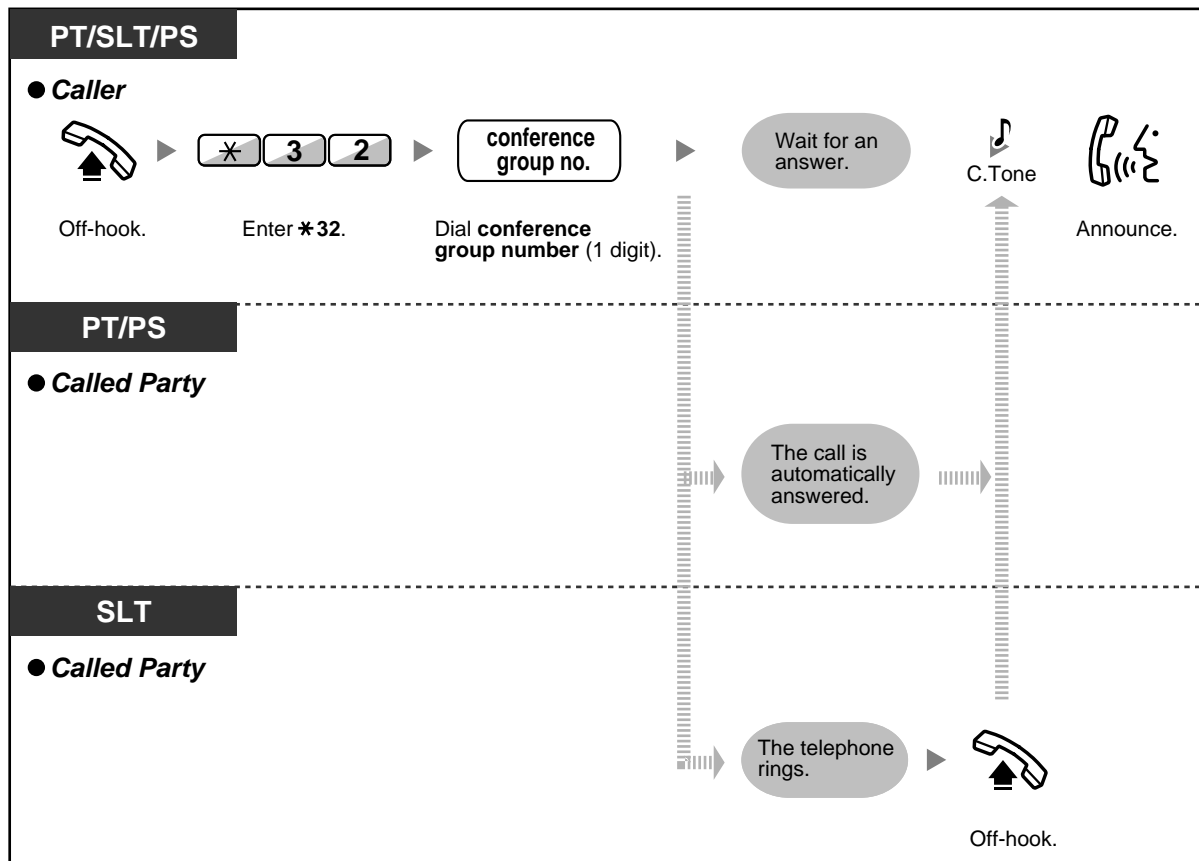 PT/SLT/PS
● Caller
✳ 3 2
conference
group no.
Wait for an
answer.
C.Tone
Off-hook.
Enter ✳32.
Dial conference
group number (1 digit).
Announce.
PT/PS
● Called Party
The call is
automatically
answered.
SLT
● Called Party
The telephone
rings.
Off-hook.